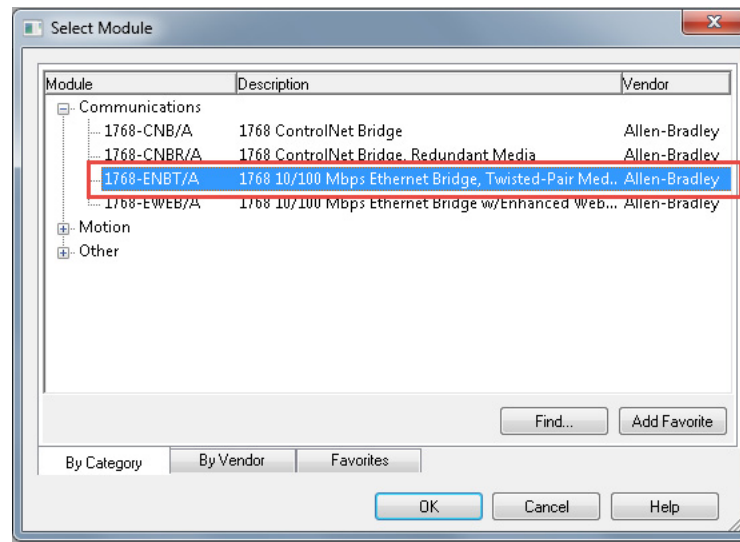 Select Module
Module Description Vendor
Communications
1768-CNB/A 1768 ControlNet Bridge Allen-Bradley
1768-CNBR/A 1768 ControlNet Bridge, Redundant Media Allen-Bradley
1768-ENBT/A 1768 10/100 Mbps Ethernet Bridge, Twisted-Pair Med.. Allen-Bradley
1768-EWEB/A 1768 10/100 Mbps Ethernet Bridge w/Enhanced Web... Allen-Bradley
Motion
Other
Find... Add Favorite
By Category By Vendor Favorites
OK Cancel Help